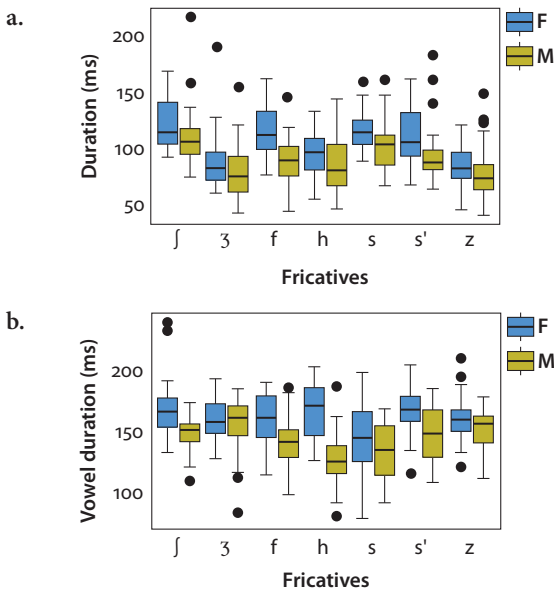 a.
Duration (ms)
200
150
100
50
ʃ ʒ f h s s' z
Fricatives
F
M
b.
Vowel duration (ms)
200
150
100
ʃ ʒ f h s s' z
Fricatives
F
M